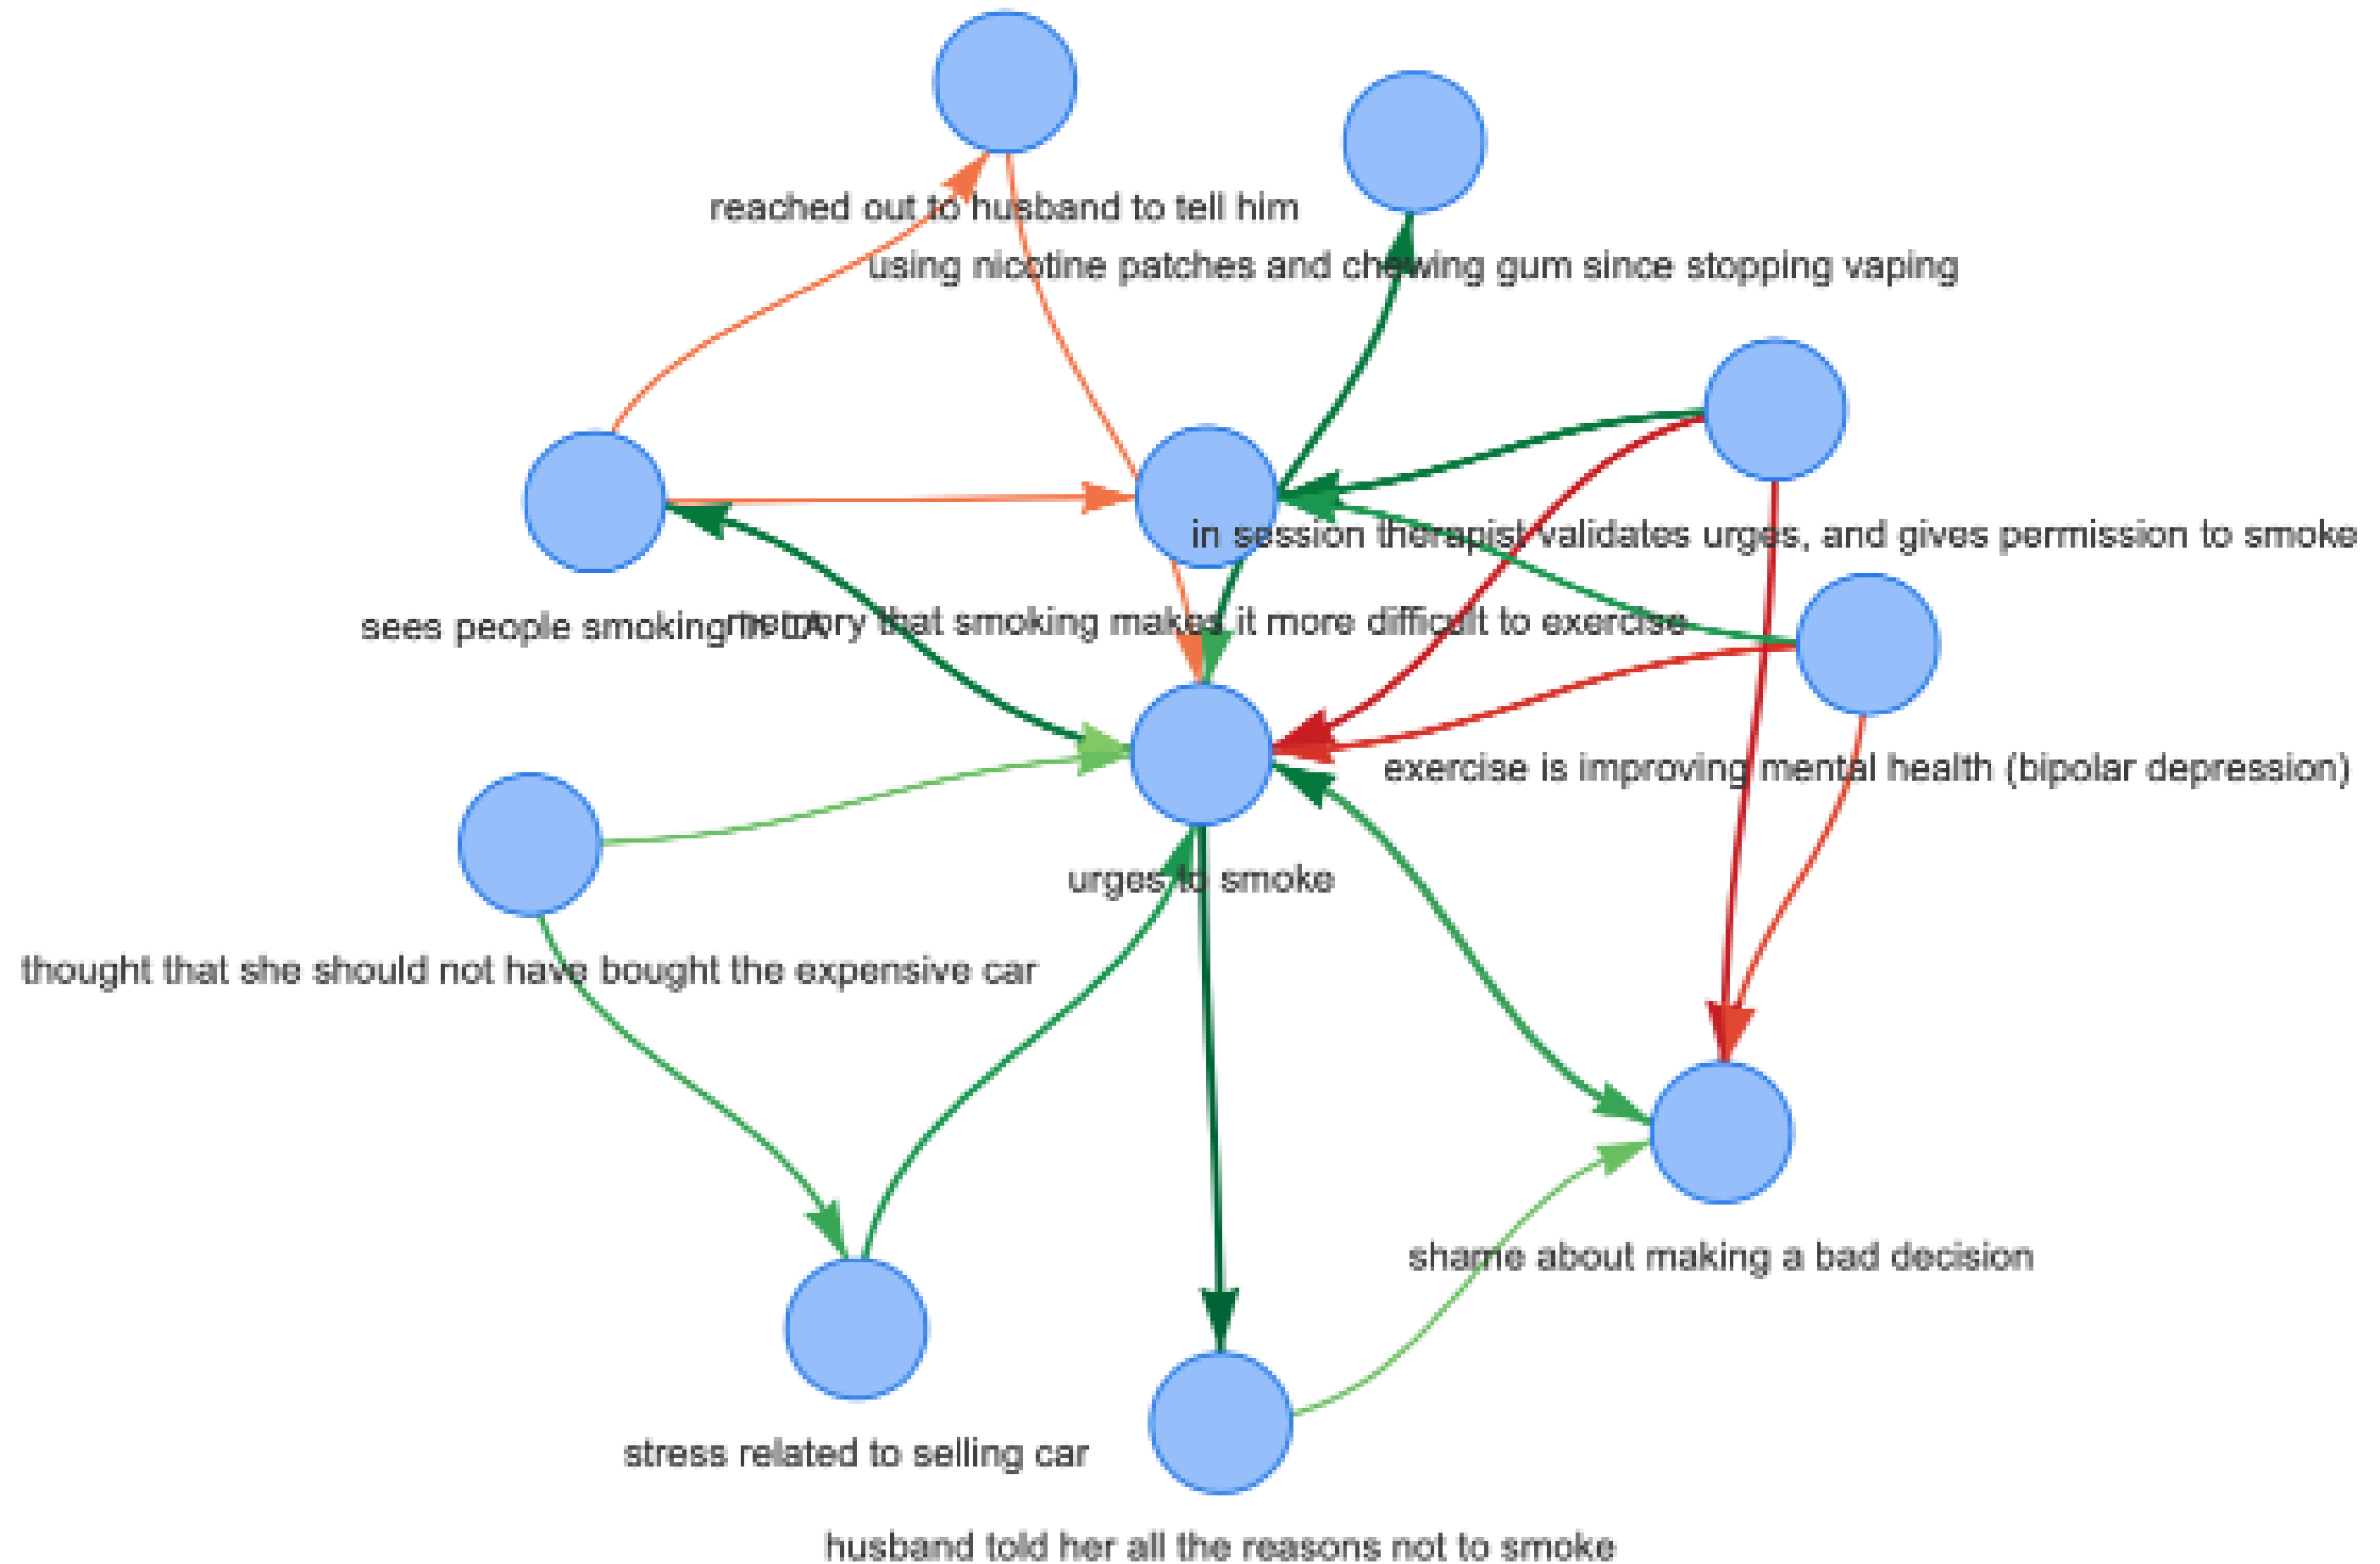 reached out to husband to tell him
using nicotine patches and chewing gum since stopping vaping
in session therapist validates urges, and gives permission to smoke
sees people smoking in LA
memory that smoking makes it more difficult to exercise
exercise is improving mental health (bipolar depression)
urges to smoke
thought that she should not have bought the expensive car
shame about making a bad decision
stress related to selling car
husband told her all the reasons not to smoke